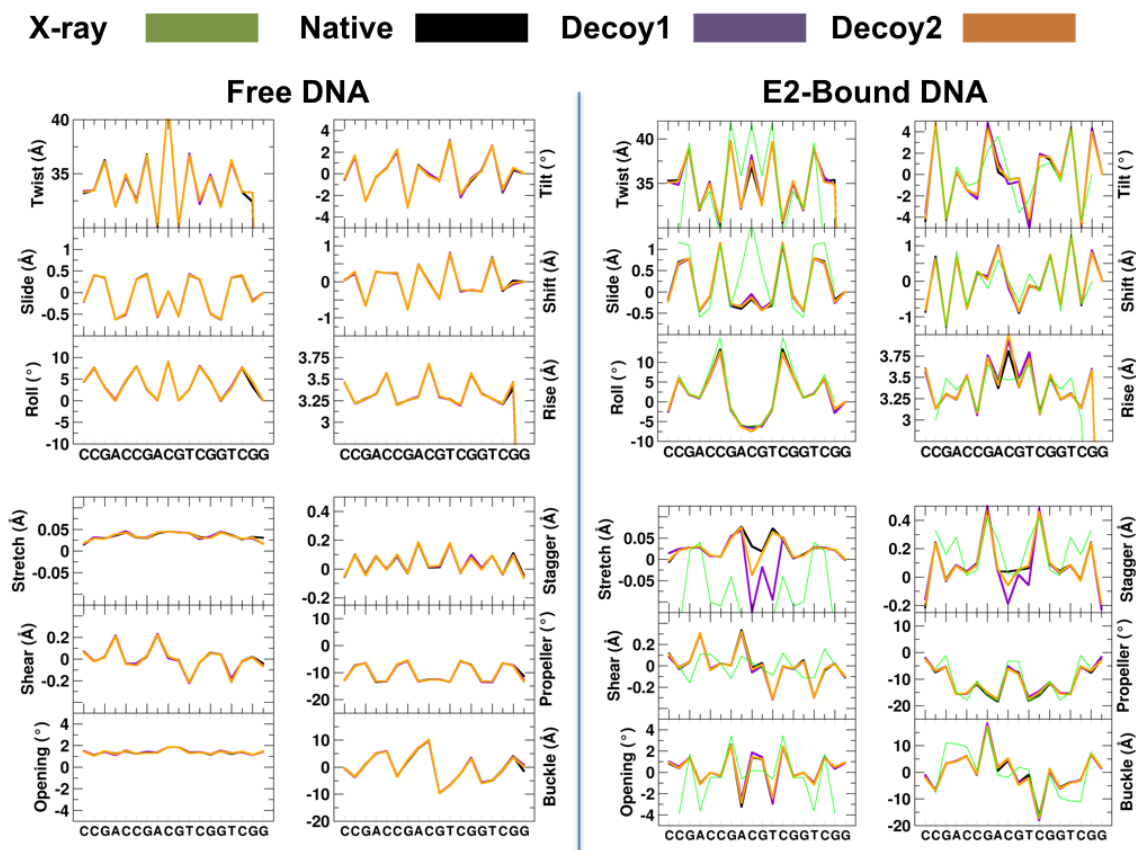 X-ray Native Decoy1 Decoy2
Free DNA
E2-Bound DNA
40
35
Twist (Å)
4
2
0
-2
-4
Tilt (°)
1
0.5
0
-0.5
Slide (Å)
1
0
-1
Shift (Å)
10
5
0
-5
-10
Roll (°)
3.75
3.5
3.25
3
Rise (Å)
CCGACCGACGTCGGTCGG
CCGACCGACGTCGGTCGG
40
35
Twist (Å)
4
2
0
-2
-4
Tilt (°)
1
0.5
0
-0.5
Slide (Å)
1
0
-1
Shift (Å)
15
10
5
0
-5
-10
Roll (°)
3.75
3.5
3.25
3
Rise (Å)
CCGACCGACGTCGGTCGG
CCGACCGACGTCGGTCGG
0.05
0
-0.05
Stretch (Å)
0.4
0.2
0
-0.2
Stagger (Å)
0.2
0
-0.2
Shear (Å)
10
0
-10
-20
Propeller (°)
4
2
0
-2
-4
Opening (°)
10
0
-10
-20
Buckle (Å)
CCGACCGACGTCGGTCGG
CCGACCGACGTCGGTCGG
0.1
0.05
0
-0.05
Stretch (Å)
0.4
0.2
0
-0.2
Stagger (Å)
0.2
0
-0.2
Shear (Å)
10
0
-10
-20
Propeller (°)
4
2
0
-2
-4
Opening (°)
10
0
-10
-20
Buckle (Å)
CCGACCGACGTCGGTCGG
CCGACCGACGTCGGTCGG